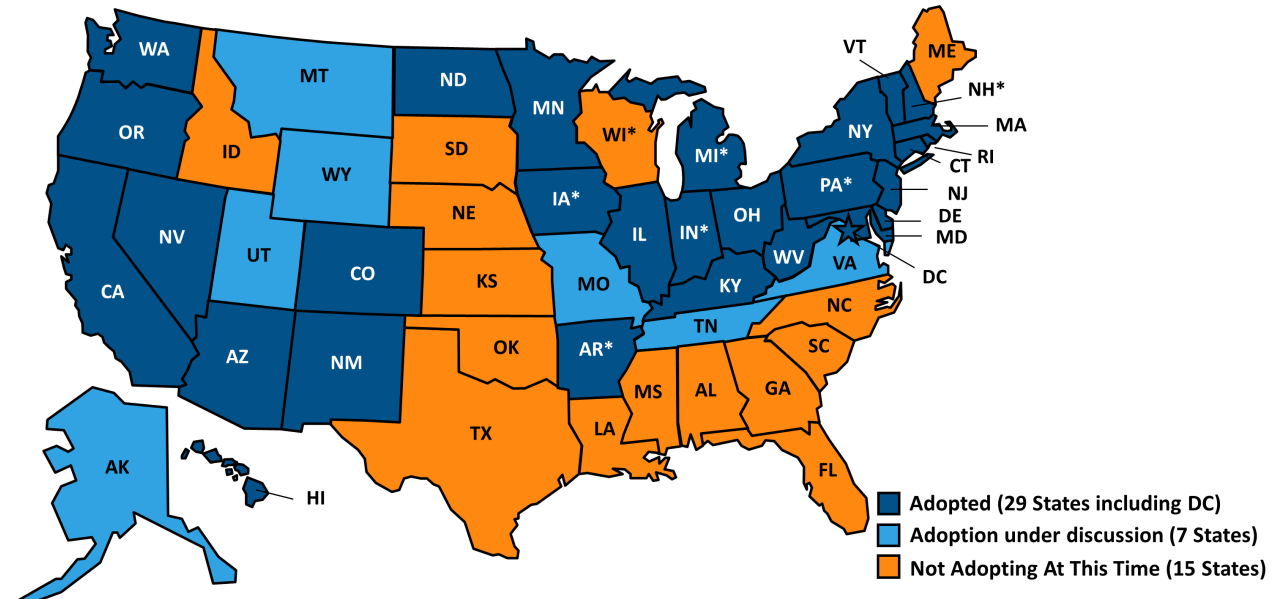 WA
MT
ND
MN
VT
ME
NH*
OR
ID
SD
WI*
MI*
NY
MA
RI
CT
WY
NE
IA*
PA*
NJ
DE
MD
NV
UT
CO
KS
MO
IL
IN*
OH
WV
KY
VA
DC
CA
AZ
NM
OK
AR*
TN
NC
SC
TX
LA
MS
AL
GA
FL
AK
HI
Adopted (29 States including DC)
Adoption under discussion (7 States)
Not Adopting At This Time (15 States)